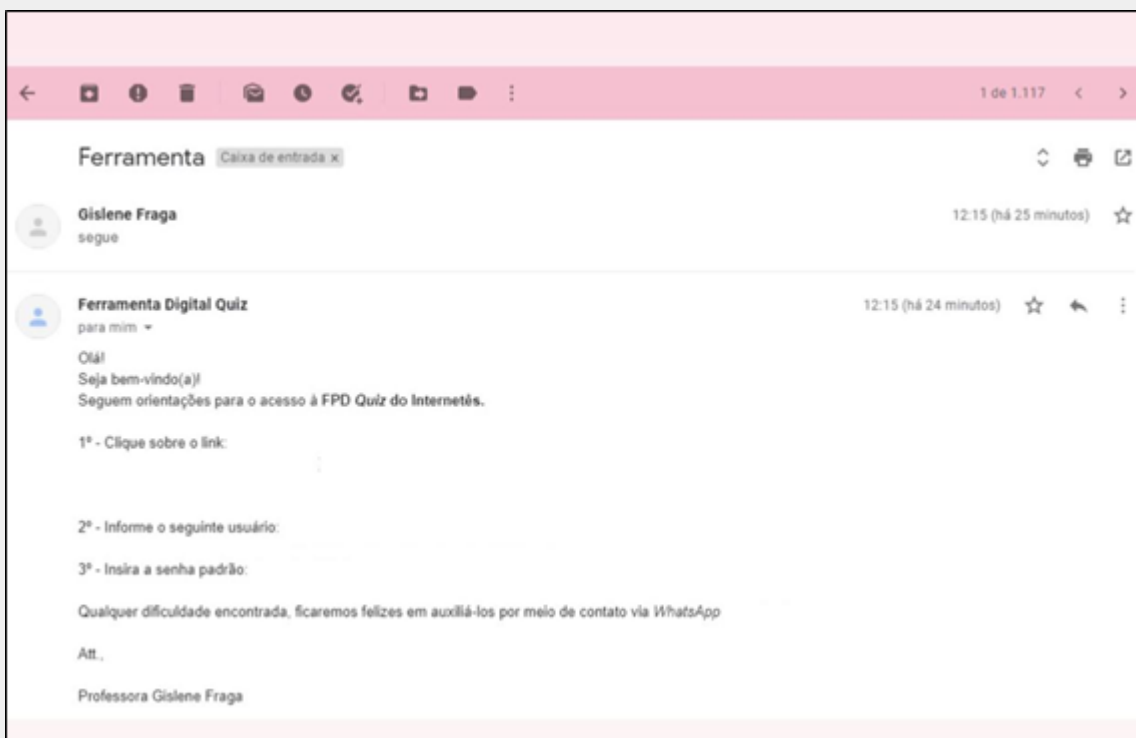 1 de 1.117
Ferramenta Caixa de entrada x
Gislene Fraga 12:15 (há 25 minutos)
segue
Ferramenta Digital Quiz 12:15 (há 24 minutos)
para mim
Olá!
Seja bem-vindo(a)!
Seguem orientações para o acesso à FPD Quiz do Internetês.
1º - Clique sobre o link:
2º - Informe o seguinte usuário:
3º - Insira a senha padrão:
Qualquer dificuldade encontrada, ficaremos felizes em auxiliá-los por meio de contato via WhatsApp
Att.,
Professora Gislene Fraga